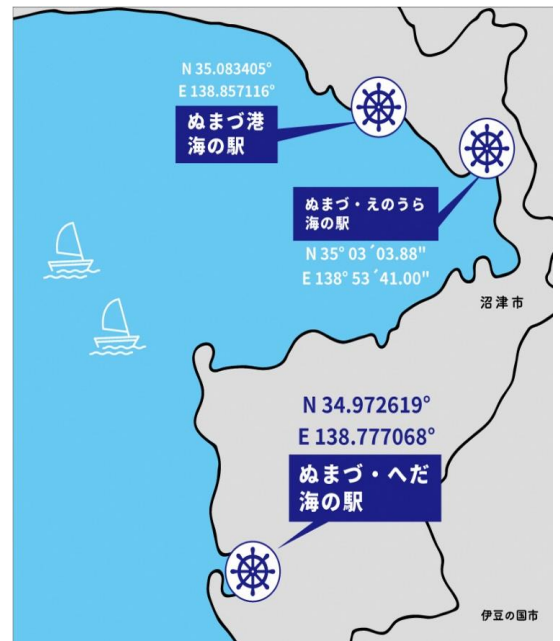 N 35.083405°
E 138.857116°
ぬまづ港
海の駅
ぬまづ・えのうら
海の駅
N 35° 03´03.88"
E 138° 53´41.00"
沼津市
N 34.972619°
E 138.777068°
ぬまづ・へだ
海の駅
伊豆の国市